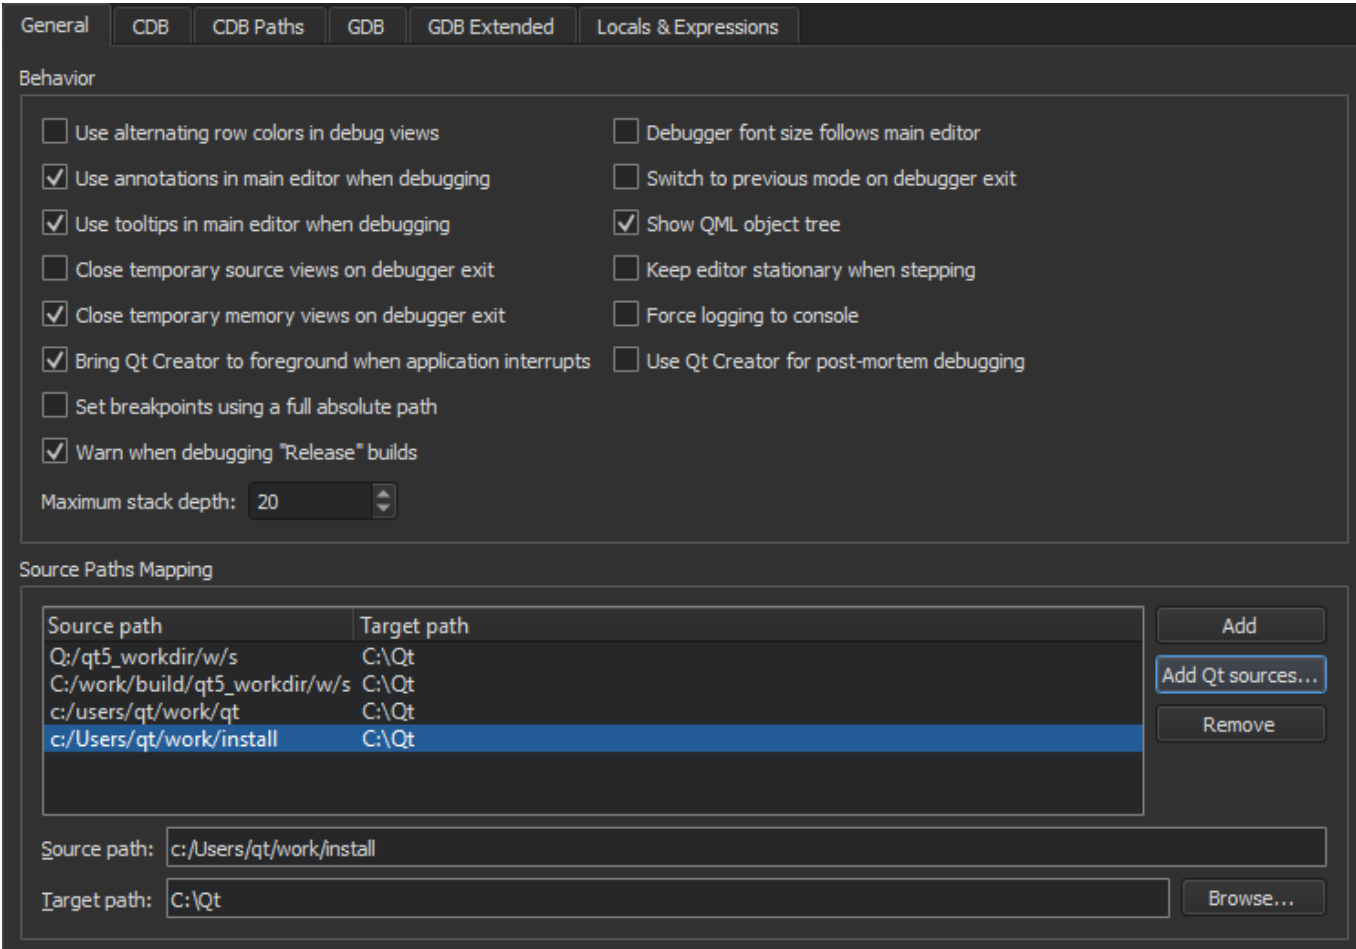 General CDB CDB Paths GDB GDB Extended Locals & Expressions
Behavior
Use alternating row colors in debug views
Debugger font size follows main editor
Use annotations in main editor when debugging
Switch to previous mode on debugger exit
Use tooltips in main editor when debugging
Show QML object tree
Close temporary source views on debugger exit
Keep editor stationary when stepping
Close temporary memory views on debugger exit
Force logging to console
Bring Qt Creator to foreground when application interrupts
Use Qt Creator for post-mortem debugging
Set breakpoints using a full absolute path
Warn when debugging "Release" builds
Maximum stack depth: 20
Source Paths Mapping
Source path Target path
Q:/qt5_workdir/w/s C:\Qt
C:/work/build/qt5_workdir/w/s C:\Qt
c:/users/qt/work/qt C:\Qt
c:/Users/qt/work/install C:\Qt
Add
Add Qt sources...
Remove
Source path: c:/Users/qt/work/install
Target path: C:\Qt Browse...